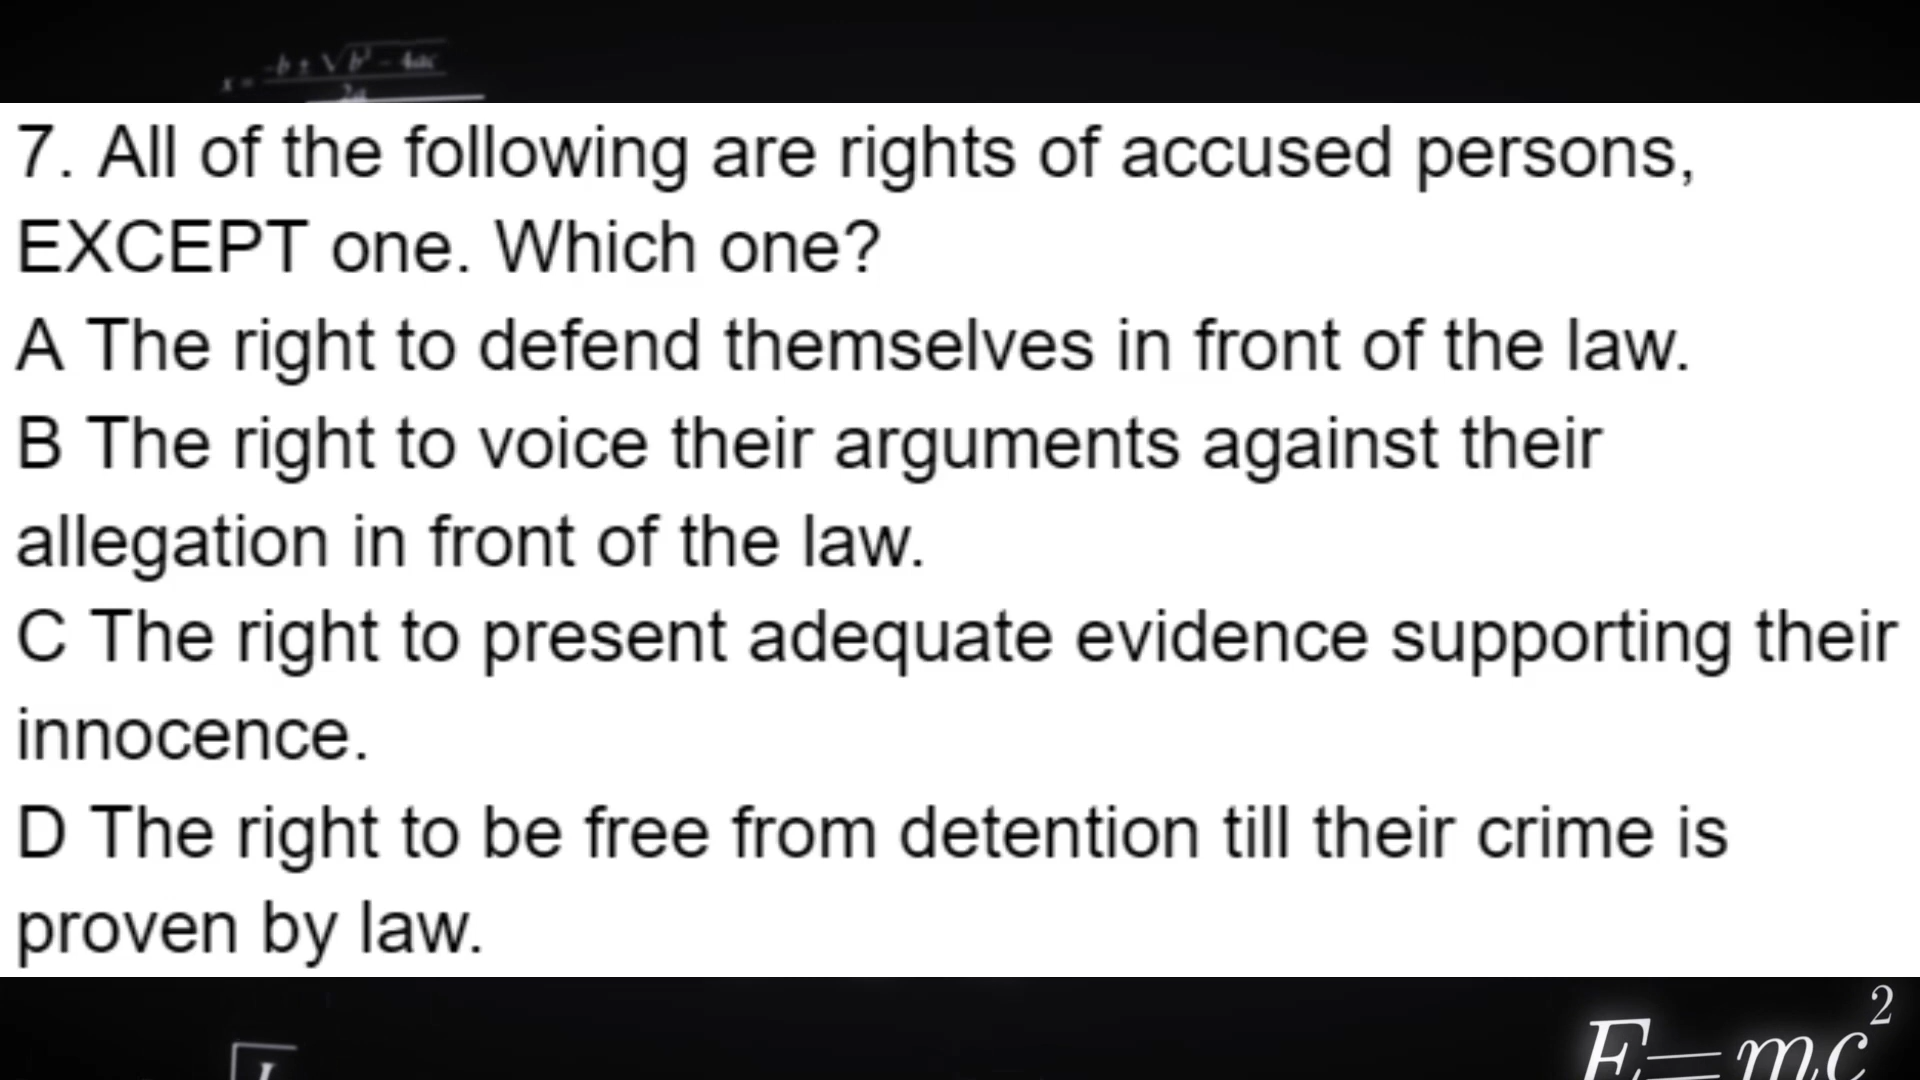 x = -b ± √b² - 4ac
2a
7. All of the following are rights of accused persons,
EXCEPT one. Which one?
A The right to defend themselves in front of the law.
B The right to voice their arguments against their
allegation in front of the law.
C The right to present adequate evidence supporting their
innocence.
D The right to be free from detention till their crime is
proven by law.
E=mc²